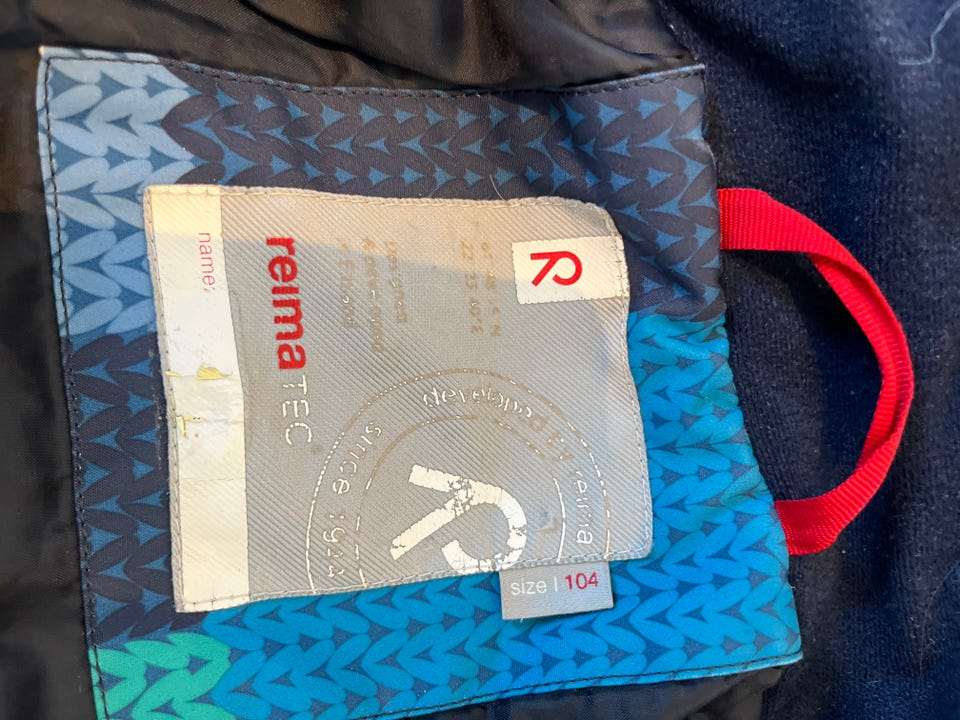 R
developed by reima
since 1944
R
size | 104
reimaTEC®
name: